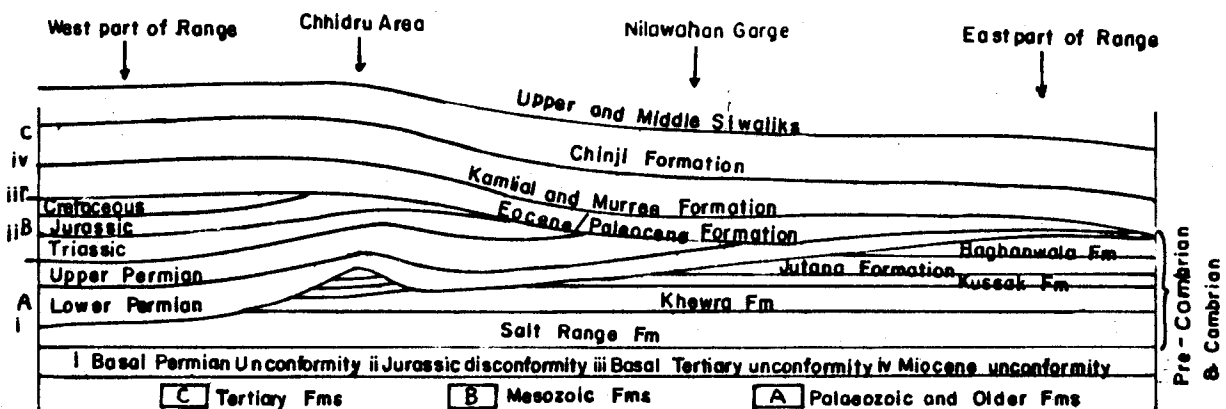 West part of Range
Chhidru Area
Nilawahan Garge
East part of Range
Upper and Middle Siwaliks
C
Chinji Formation
iv
Kamlial and Murree Formation
iii
Cretaceous
Eocene/Paleocene Formation
ii B
Jurassic
Triassic
Baghanwala Fm
Upper Permian
Jutana Formation
Kussak Fm
A
Lower Permian
Khewra Fm
i
Salt Range Fm
Pre-Cambrian
& Cambrian
i Basal Permian Unconformity ii Jurassic disconformity iii Basal Tertiary unconformity iv Miocene unconformity
C Tertiary Fms B Mesozoic Fms A Palaeozoic and Older Fms